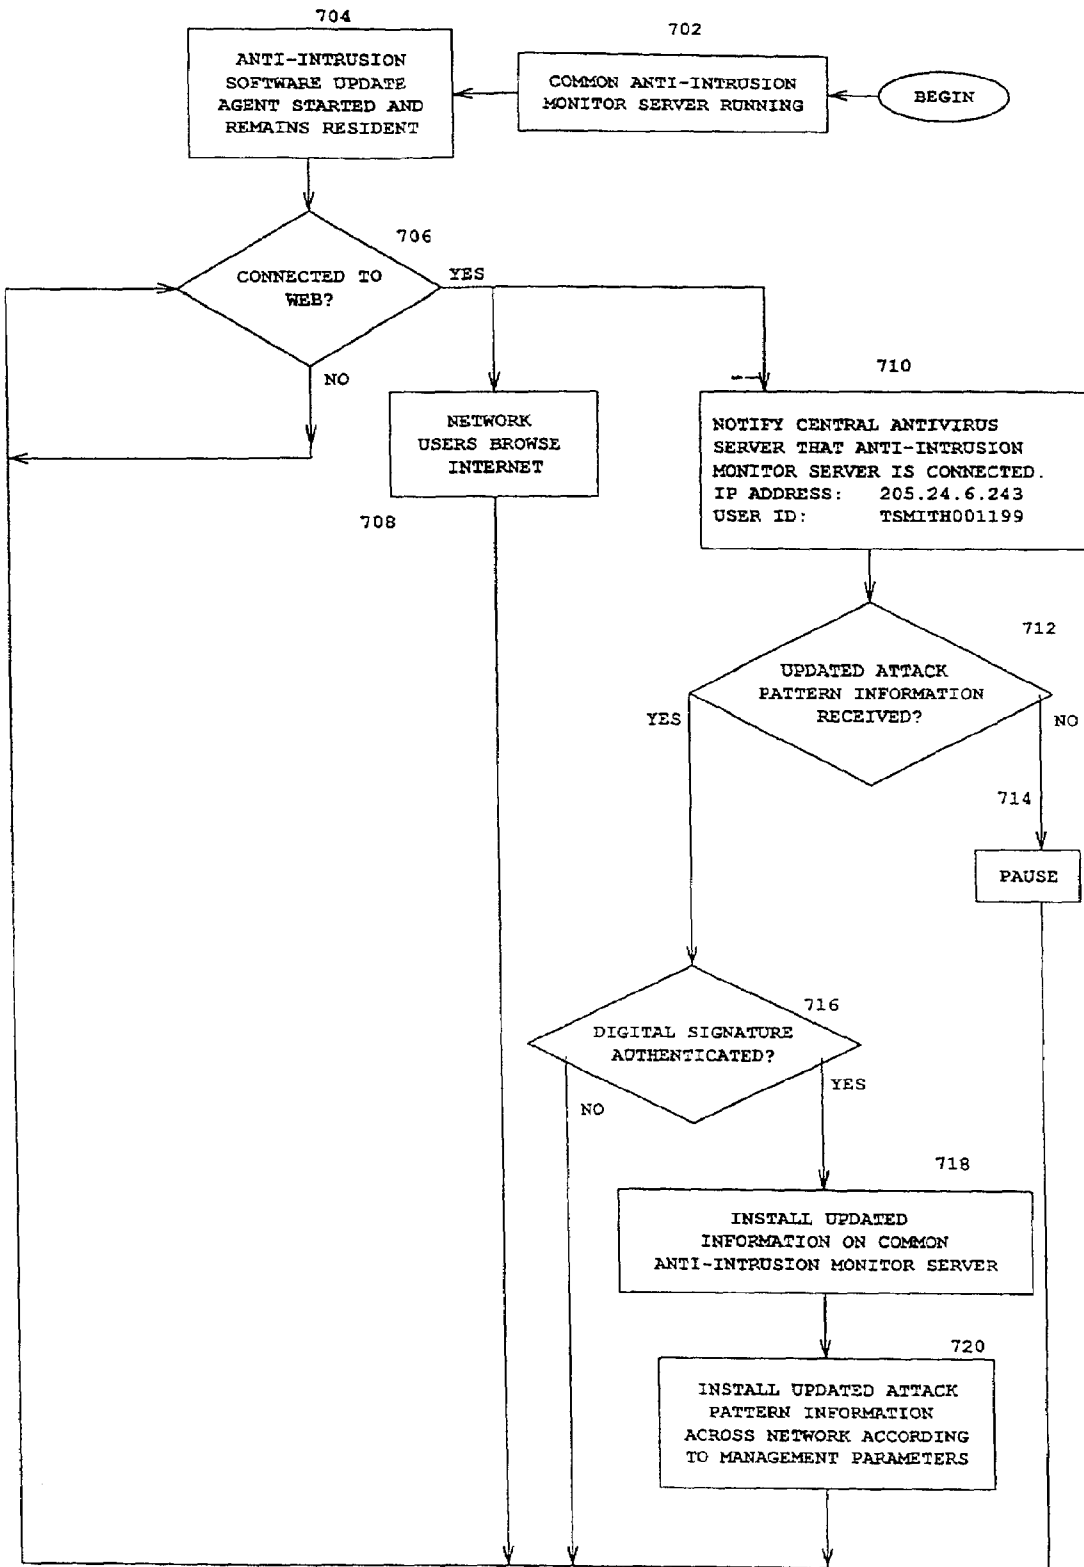 704
ANTI-INTRUSION
SOFTWARE UPDATE
AGENT STARTED AND
REMAINS RESIDENT
702
COMMON ANTI-INTRUSION
MONITOR SERVER RUNNING
BEGIN
706
CONNECTED TO
WEB?
YES
NO
NETWORK
USERS BROWSE
INTERNET
708
710
NOTIFY CENTRAL ANTIVIRUS
SERVER THAT ANTI-INTRUSION
MONITOR SERVER IS CONNECTED.
IP ADDRESS: 205.24.6.243
USER ID: TSMITH001199
712
UPDATED ATTACK
PATTERN INFORMATION
RECEIVED?
YES
NO
714
PAUSE
716
DIGITAL SIGNATURE
AUTHENTICATED?
YES
NO
718
INSTALL UPDATED
INFORMATION ON COMMON
ANTI-INTRUSION MONITOR SERVER
720
INSTALL UPDATED ATTACK
PATTERN INFORMATION
ACROSS NETWORK ACCORDING
TO MANAGEMENT PARAMETERS